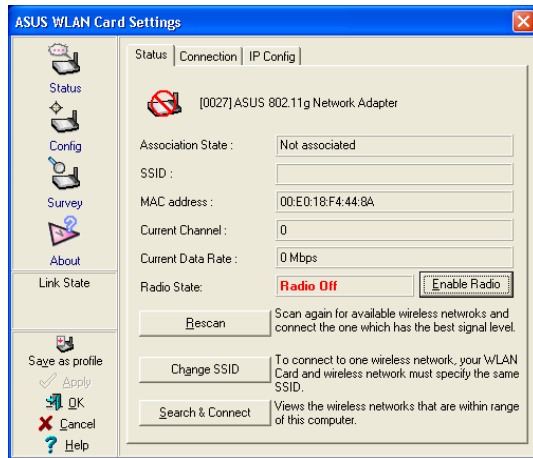 ASUS WLAN Card Settings
Status
Config
Survey
About
Link State
Save as profile
Apply
OK
Cancel
Help
Status Connection IP Config
[0027] ASUS 802.11g Network Adapter
Association State : Not associated
SSID :
MAC address : 00:E0:18:F4:44:8A
Current Channel : 0
Current Data Rate : 0 Mbps
Radio State: Radio Off Enable Radio
Rescan
Scan again for available wireless netwroks and
connect the one which has the best signal level.
Change SSID
To connect to one wireless network, your WLAN
Card and wireless network must specify the same
SSID.
Search & Connect
Views the wireless networks that are within range
of this computer.